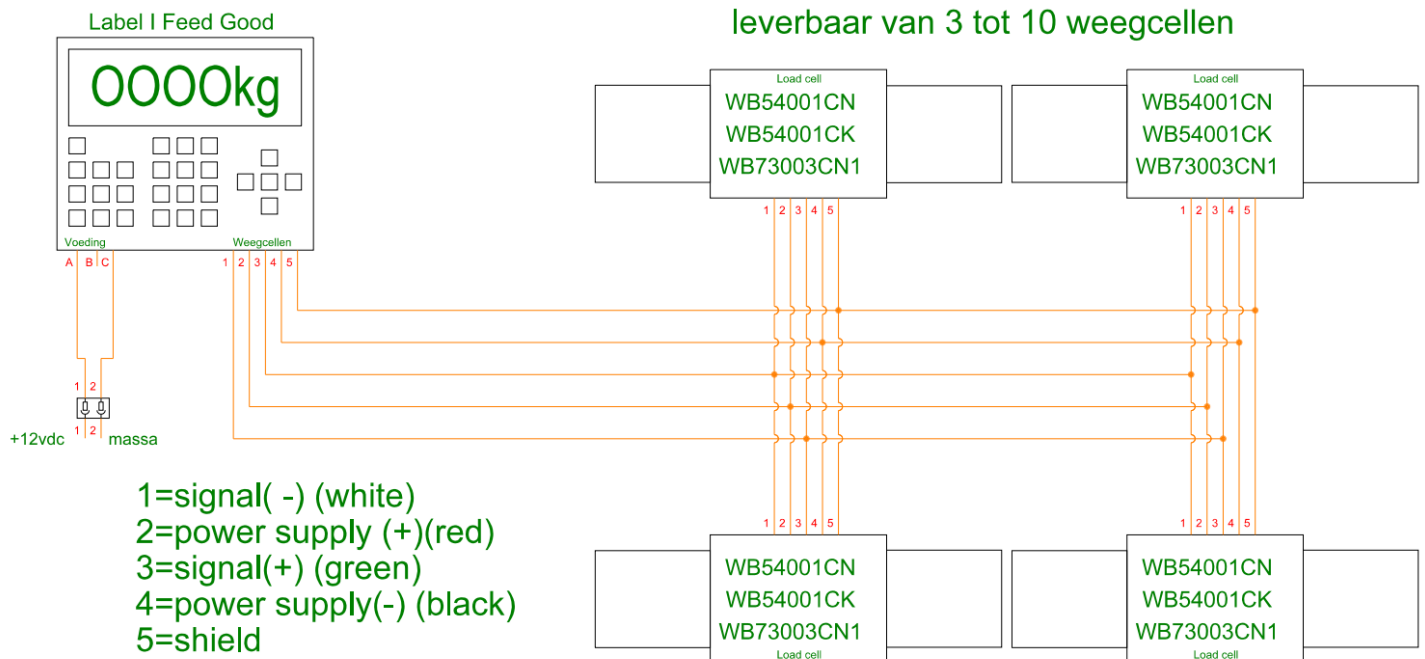 Label I Feed Good
leverbaar van 3 tot 10 weegcellen
OOOOkg
Voeding
Weegcellen
A B C
1 2 3 4 5
Load cell
WB54001CN
WB54001CK
WB73003CN1
1 2 3 4 5
Load cell
WB54001CN
WB54001CK
WB73003CN1
1 2 3 4 5
1 2
+12vdc 1 2 massa
1=signal( -) (white)
2=power supply (+)(red)
3=signal(+) (green)
4=power supply(-) (black)
5=shield
1 2 3 4 5
WB54001CN
WB54001CK
WB73003CN1
Load cell
1 2 3 4 5
WB54001CN
WB54001CK
WB73003CN1
Load cell